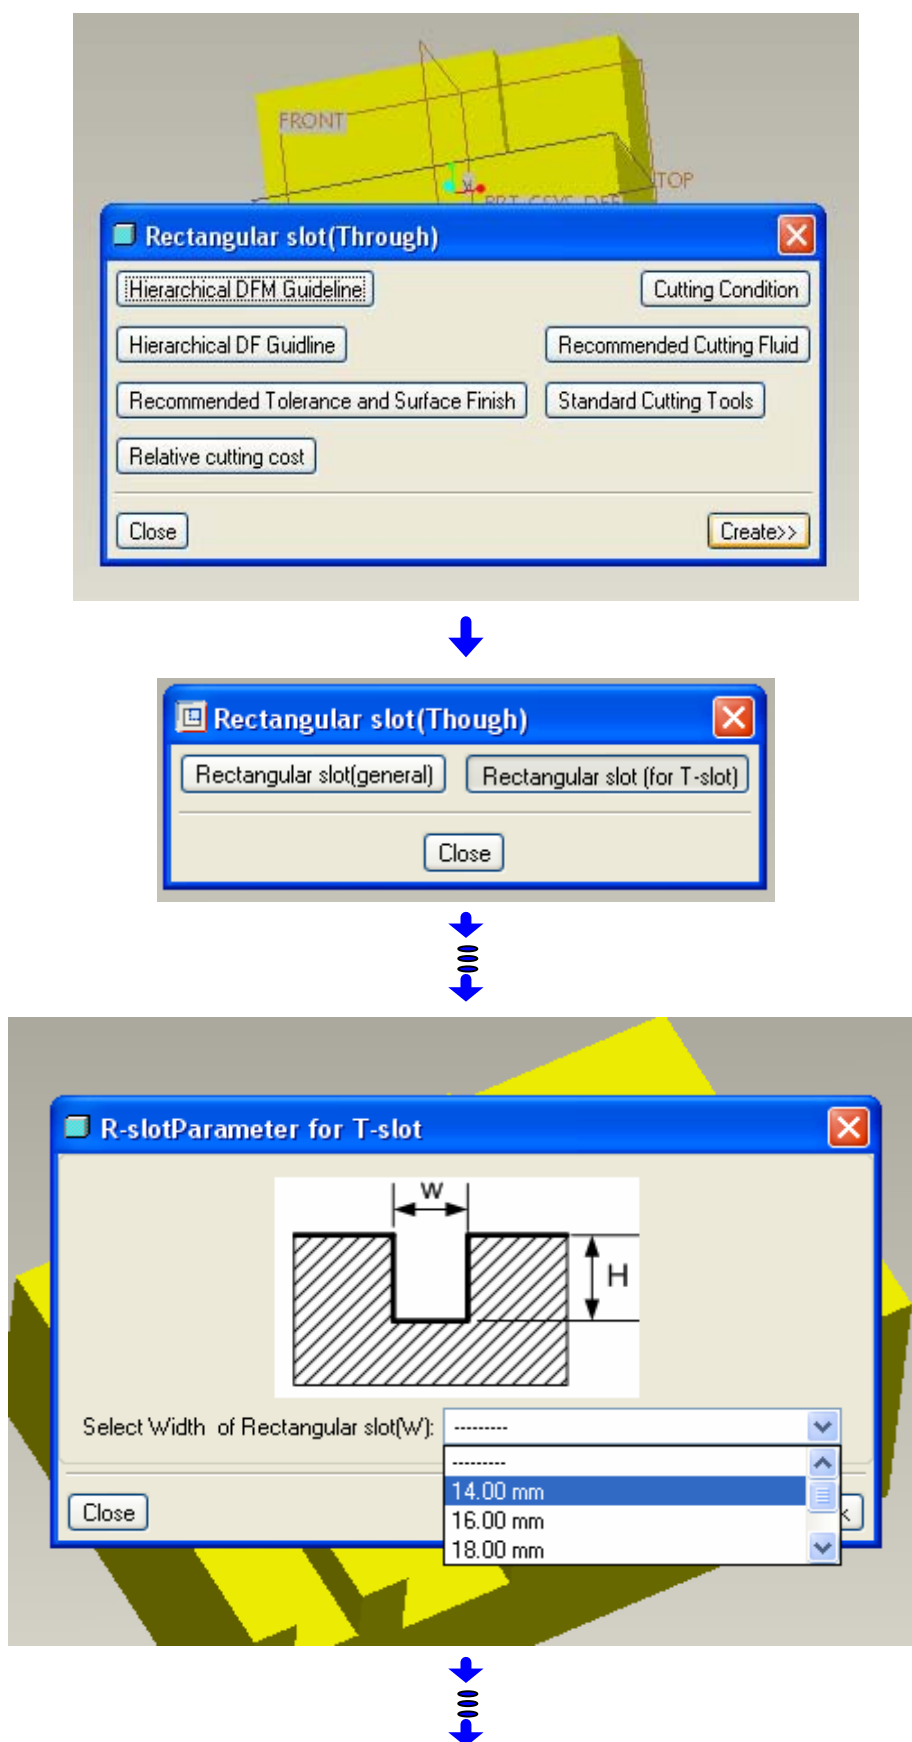 FRONT
TOP
PRT_CSYS_DEF
Rectangular slot(Through)
Hierarchical DFM Guideline
Cutting Condition
Hierarchical DF Guidline
Recommended Cutting Fluid
Recommended Tolerance and Surface Finish
Standard Cutting Tools
Relative cutting cost
Close
Create>>
Rectangular slot(Though)
Rectangular slot(general)
Rectangular slot (for T-slot)
Close
R-slotParameter for T-slot
W
H
Select Width of Rectangular slot(W):
---------
---------
14.00 mm
16.00 mm
18.00 mm
Close